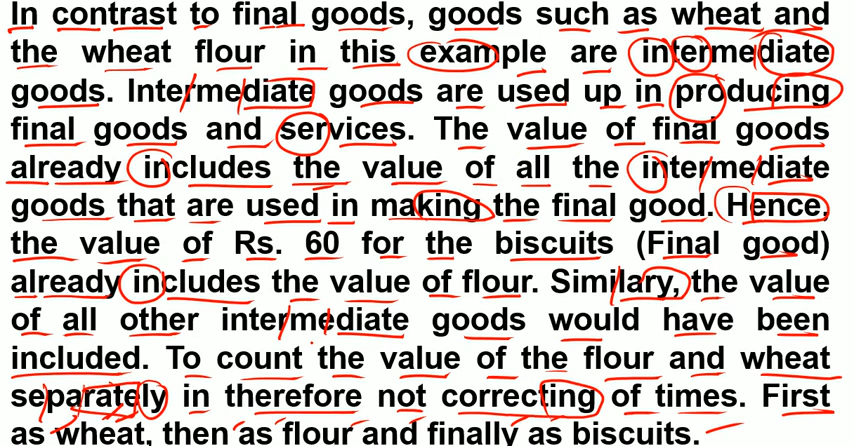 In contrast to final goods, goods such as wheat and
the wheat flour in this example are intermediate
goods. Intermediate goods are used up in producing
final goods and services. The value of final goods
already includes the value of all the intermediate
goods that are used in making the final good. Hence,
the value of Rs. 60 for the biscuits (Final good)
already includes the value of flour. Similary, the value
of all other intermediate goods would have been
included. To count the value of the flour and wheat
separately in therefore not correcting of times. First
as wheat, then as flour and finally as biscuits.